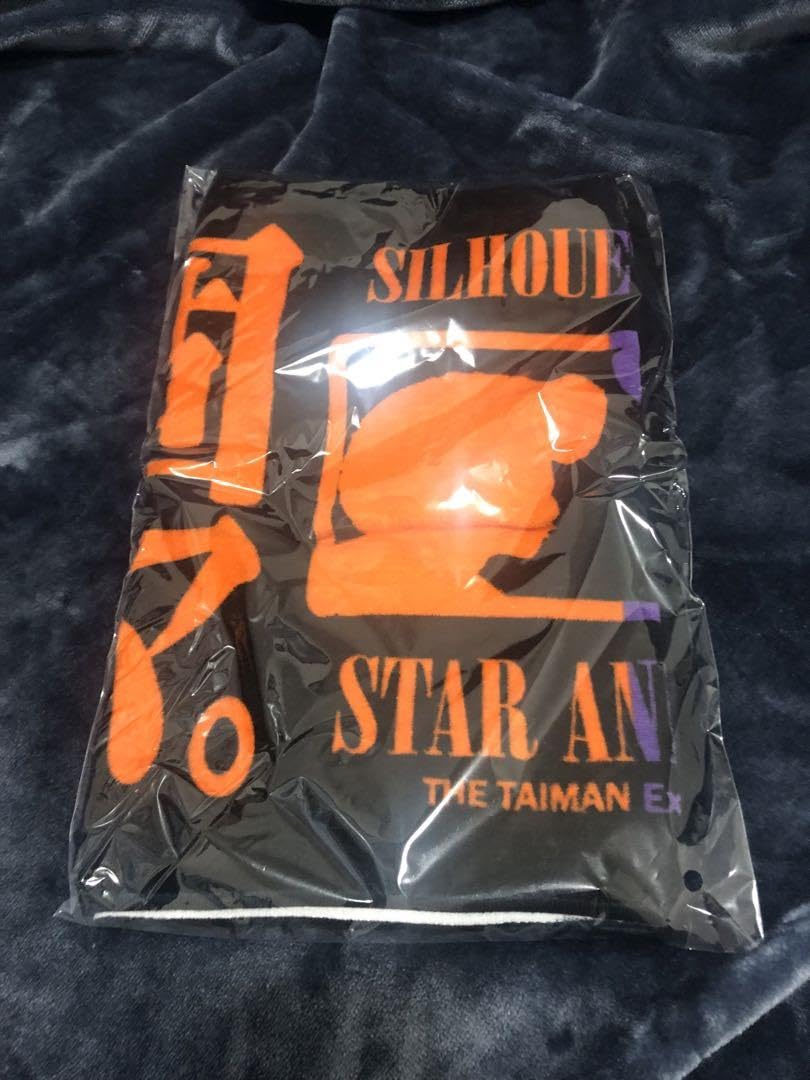 SILHOUE
STAR AN
THE TAIMAN Ex